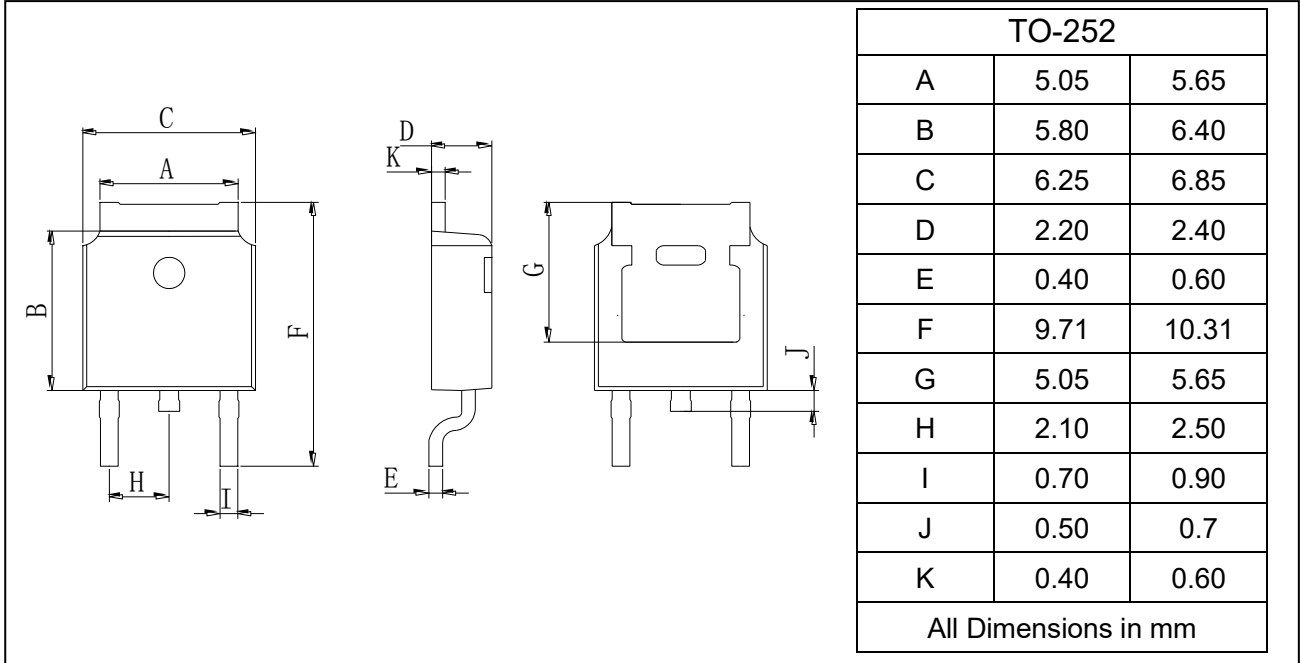 C
A
B
F
H
I
D
K
E
G
J
TO-252
A 5.05 5.65
B 5.80 6.40
C 6.25 6.85
D 2.20 2.40
E 0.40 0.60
F 9.71 10.31
G 5.05 5.65
H 2.10 2.50
I 0.70 0.90
J 0.50 0.7
K 0.40 0.60
All Dimensions in mm